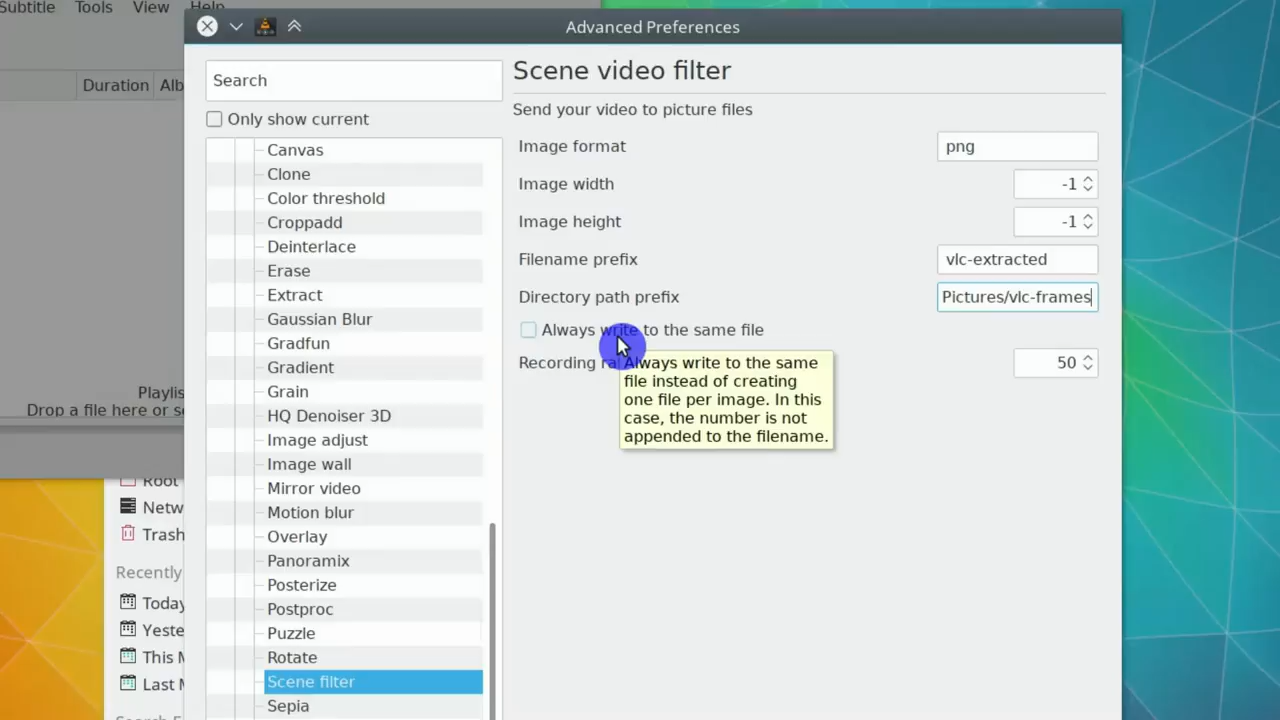 Subtitle Tools View Help
Advanced Preferences
Duration
Search
Scene video filter
Only show current
Send your video to picture files
Canvas
Clone
Color threshold
Croppadd
Deinterlace
Erase
Extract
Gaussian Blur
Gradfun
Gradient
Grain
HQ Denoiser 3D
Image adjust
Image wall
Mirror video
Motion blur
Overlay
Panoramix
Posterize
Postproc
Puzzle
Rotate
Scene filter
Sepia
Image format png
Image width -1
Image height -1
Filename prefix vlc-extracted
Directory path prefix Pictures/vlc-frames
Always write to the same file
Recording 50
Always write to the same
file instead of creating
one file per image. In this
case, the number is not
appended to the filename.
Drop a file here or
Root
Trash
Recently
Today
This
Last